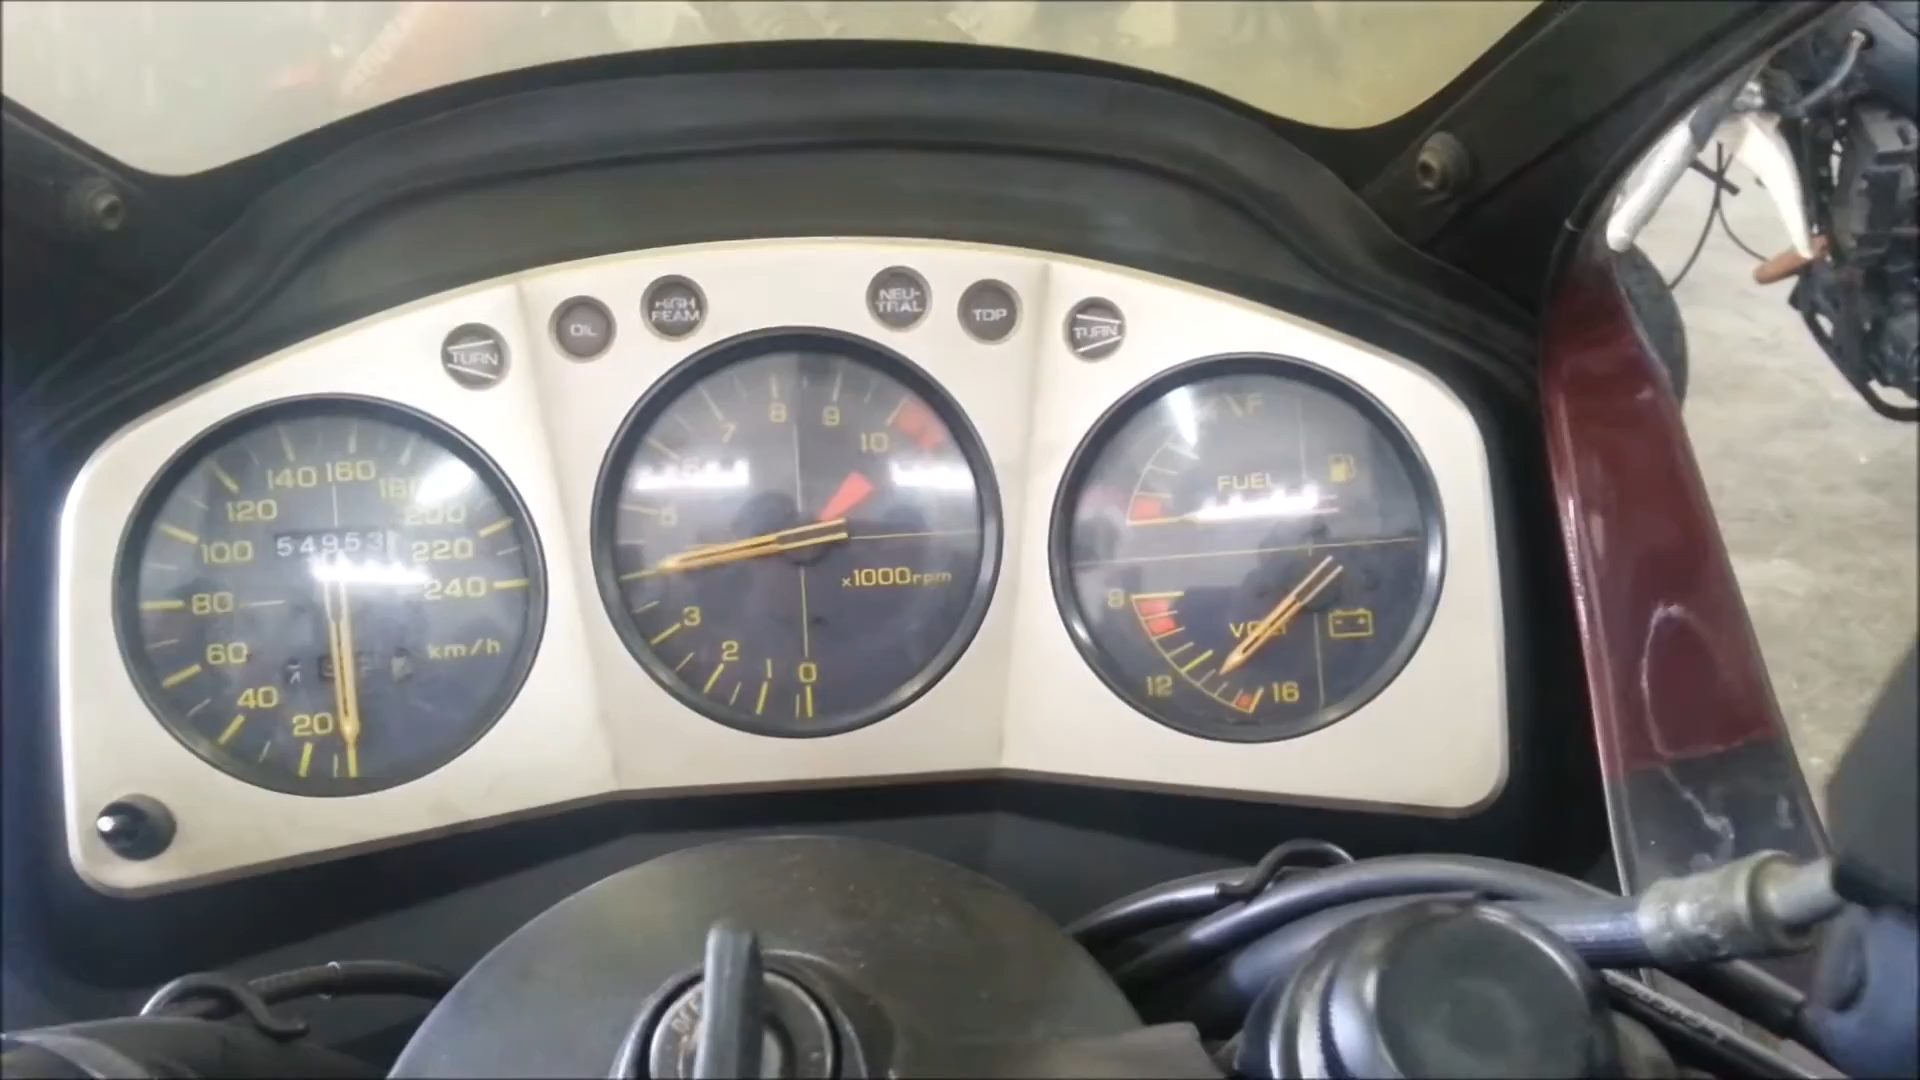 TURN
OIL
HIGH
BEAM
NEU-
TRAL
TOP
TURN
20
40
60
80
100
120
140
160
180
200
220
240
54953
km/h
0
1
2
3
5
7
8
9
10
x1000rpm
F
FUEL
8
VOLT
12
16